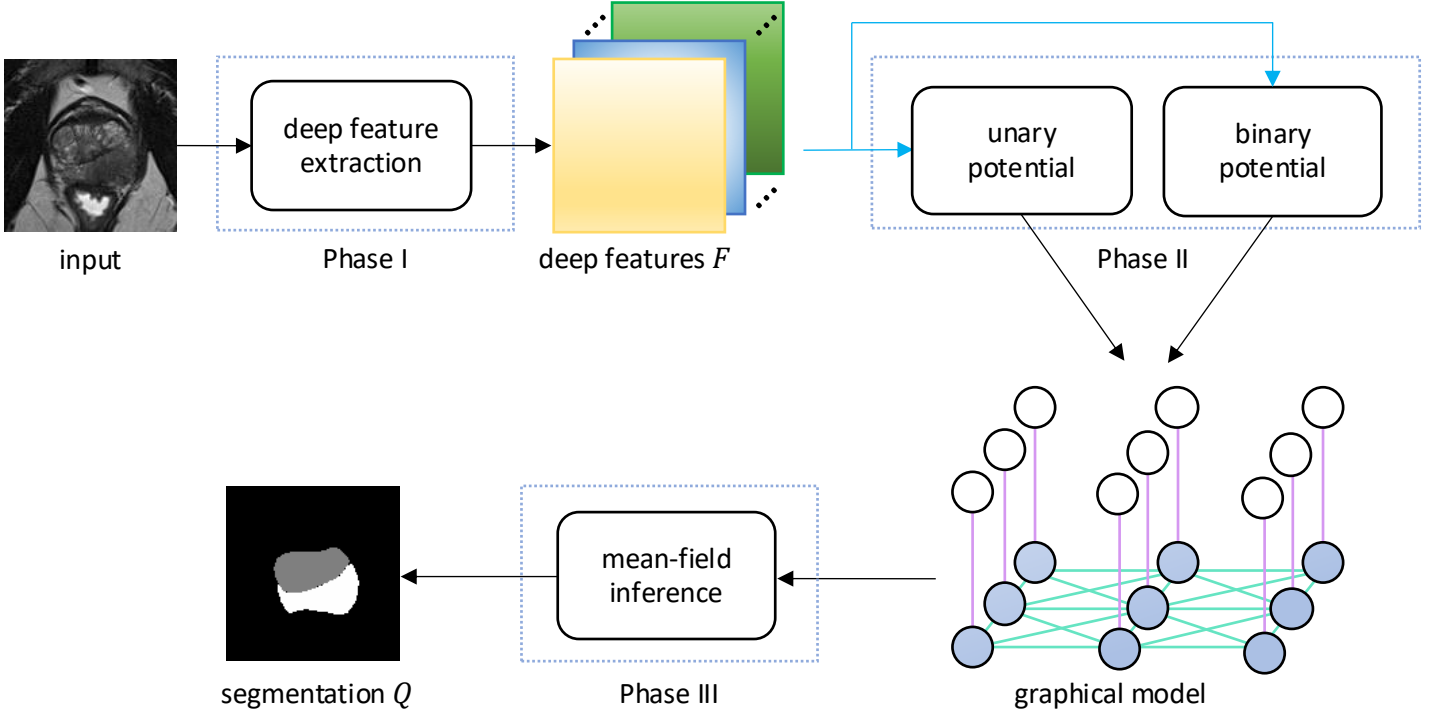 deep feature
extraction
unary
potential
binary
potential
input
Phase I
deep features F
Phase II
mean-field
inference
segmentation Q
Phase III
graphical model